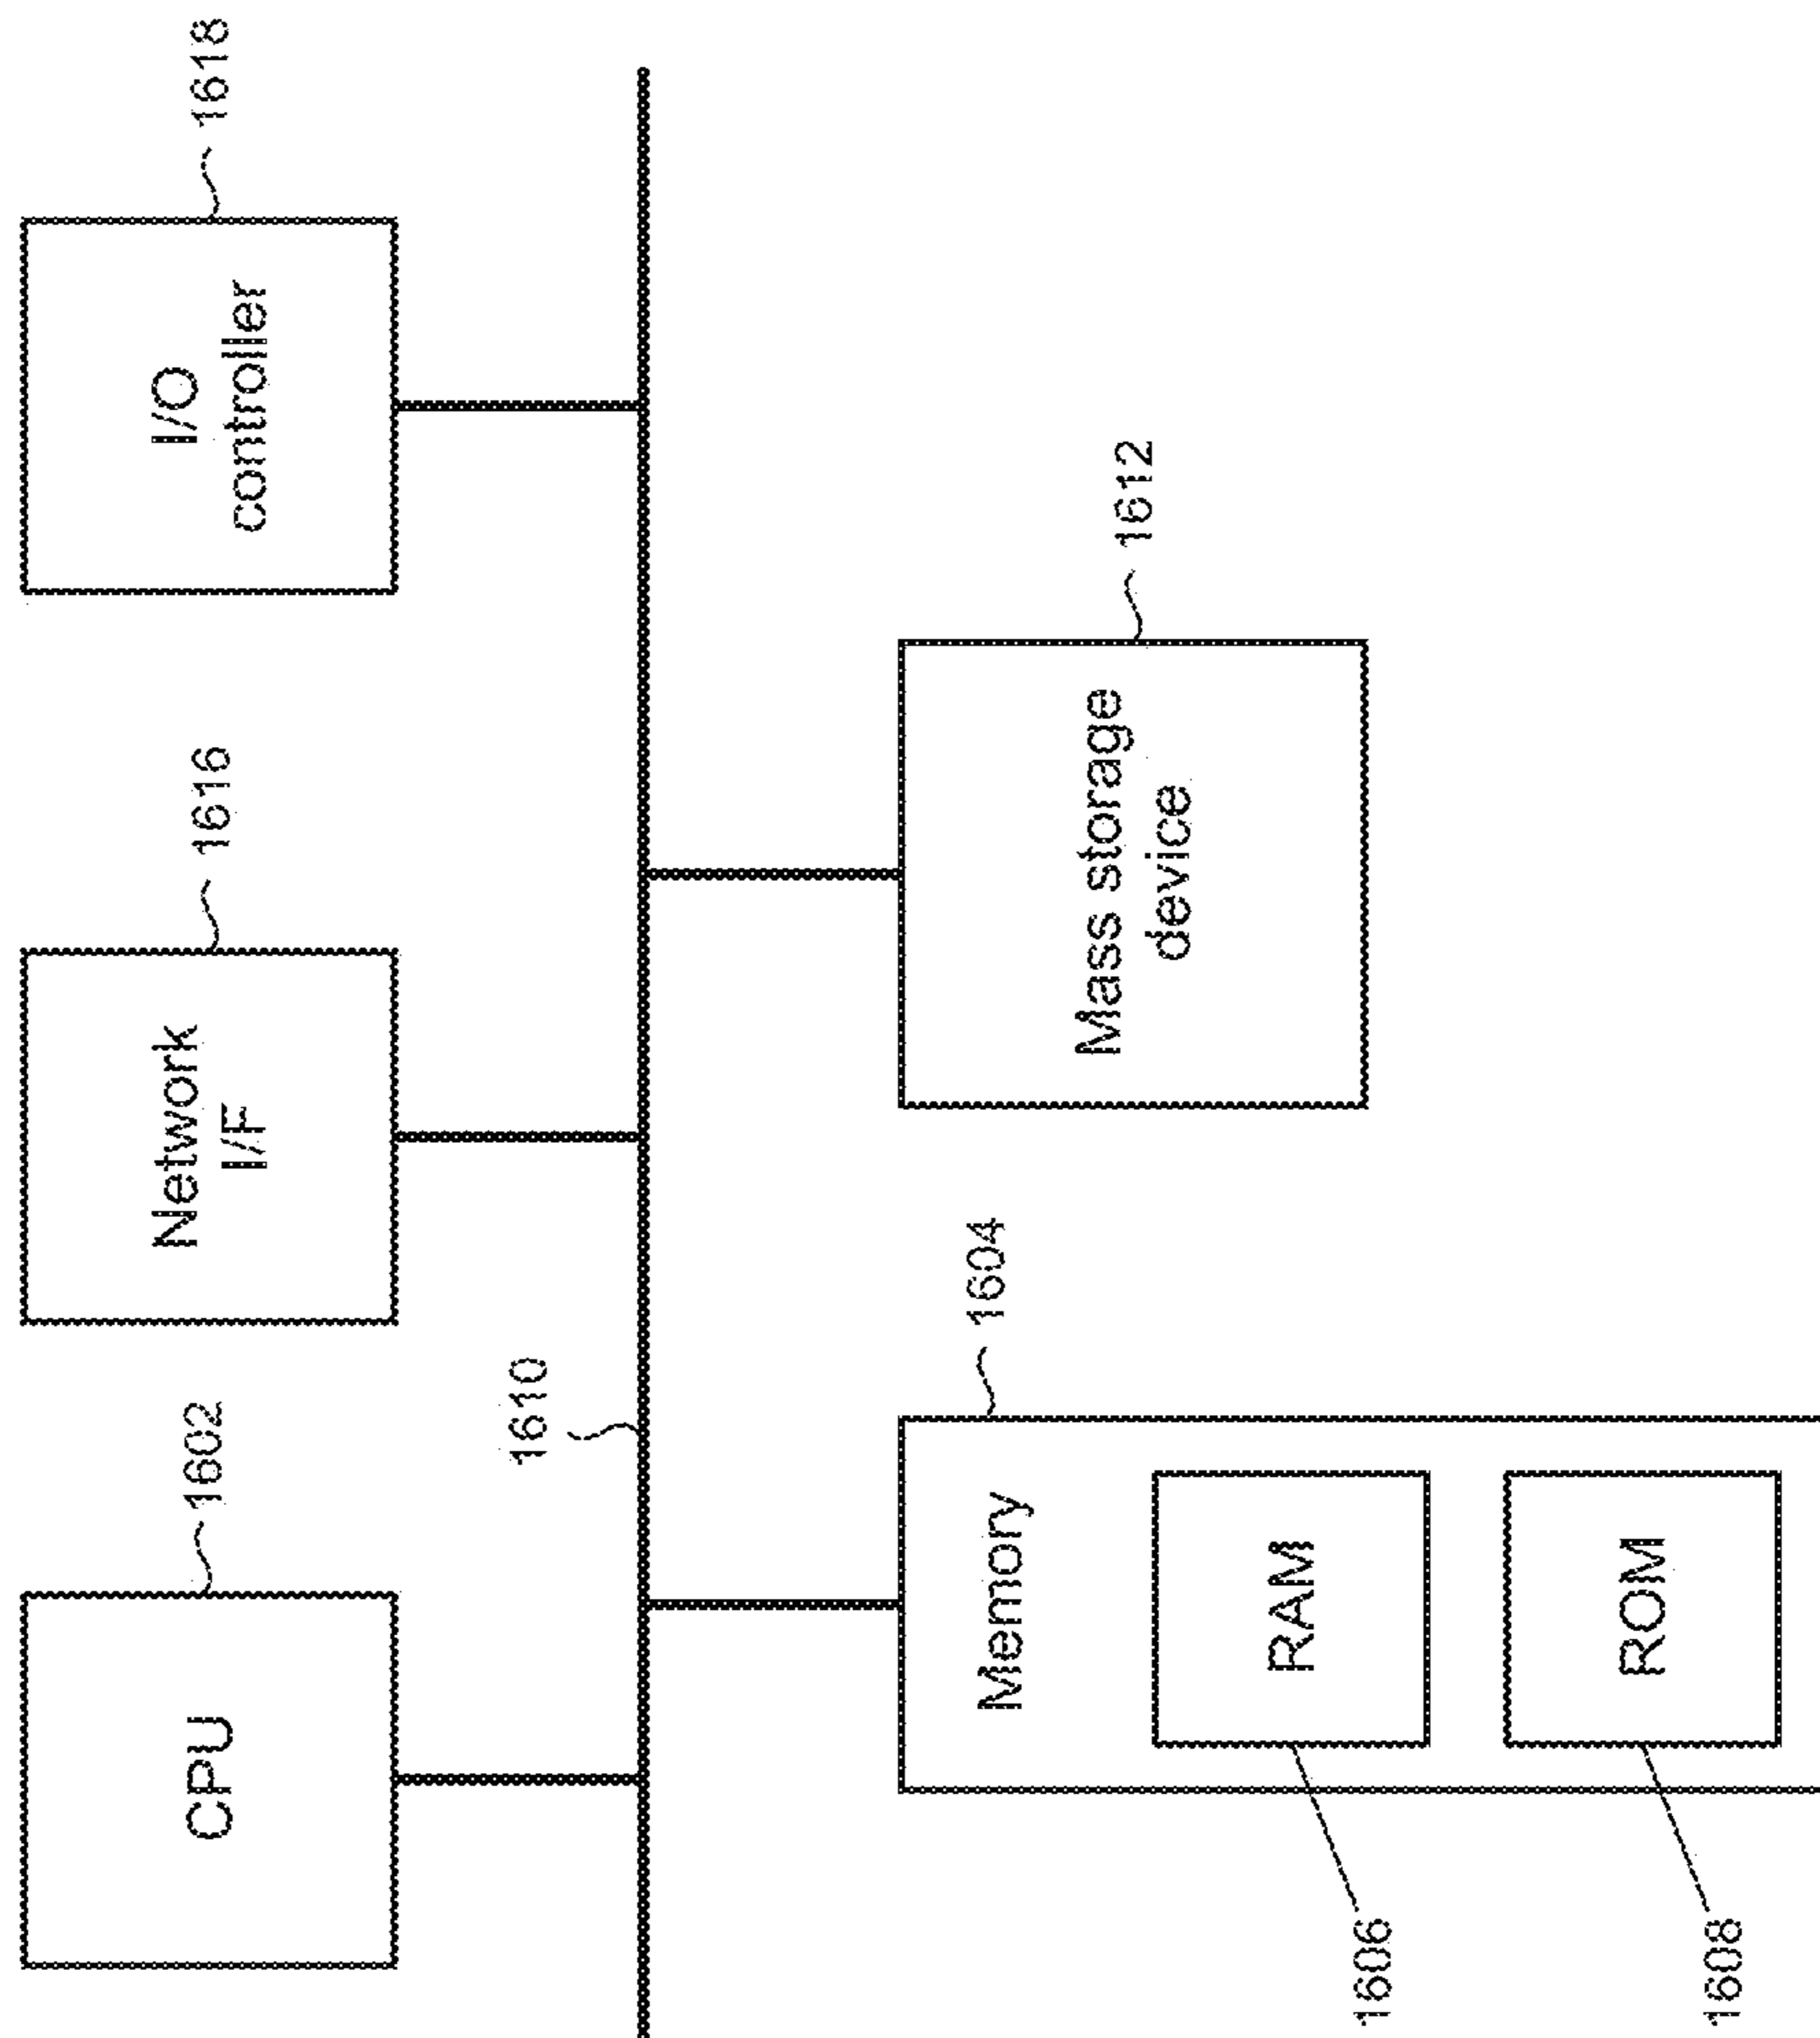 CPU
1602
Network
I/F
1616
I/O
controller
1618
1610
Memory
1604
RAM
1606
ROM
1608
Mass storage
device
1612